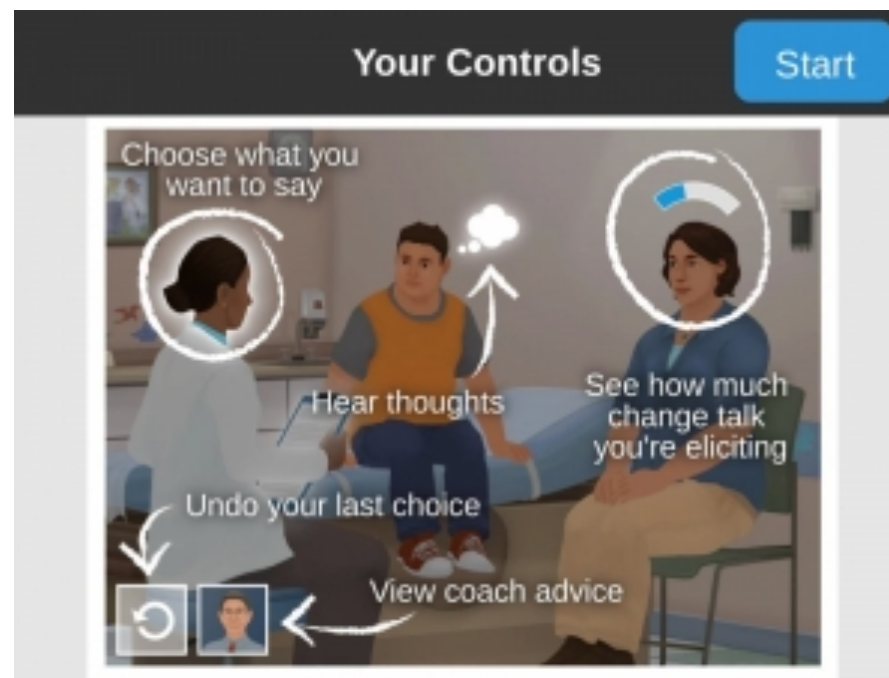 Your Controls
Start
Choose what you
want to say
Hear thoughts
See how much
change talk
you're eliciting
Undo your last choice
View coach advice